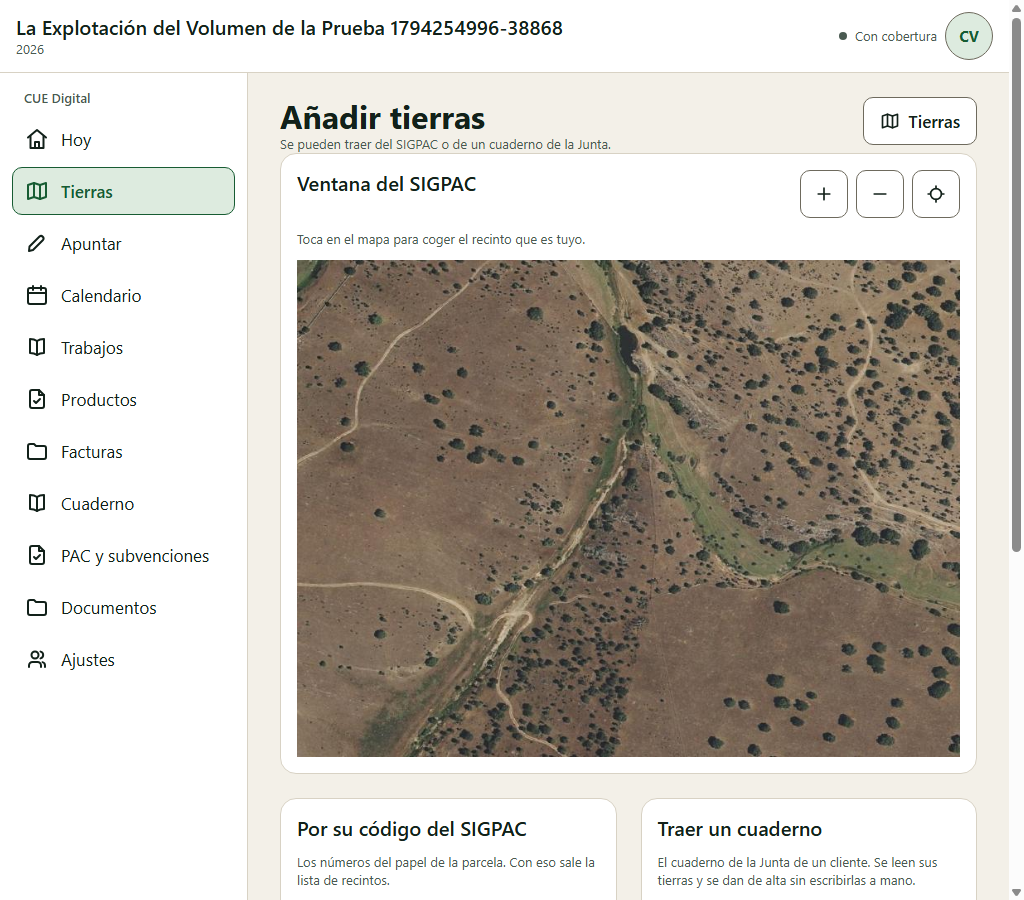 La Explotación del Volumen de la Prueba 1794254996-38868
2026
Con cobertura
CV
CUE Digital
Hoy
Tierras
Apuntar
Calendario
Trabajos
Productos
Facturas
Cuaderno
PAC y subvenciones
Documentos
Ajustes
Añadir tierras
Se pueden traer del SIGPAC o de un cuaderno de la Junta.
Tierras
Ventana del SIGPAC
Toca en el mapa para coger el recinto que es tuyo.
Por su código del SIGPAC
Los números del papel de la parcela. Con eso sale la
lista de recintos.
Traer un cuaderno
El cuaderno de la Junta de un cliente. Se leen sus
tierras y se dan de alta sin escribirlas a mano.